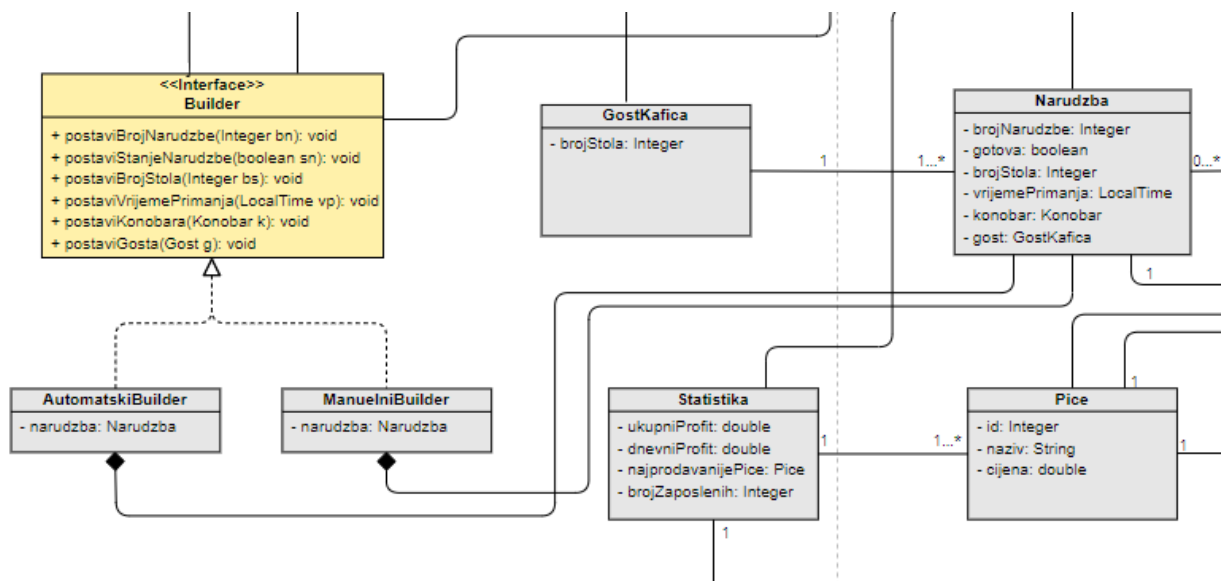 <<Interface>>
Builder
+ postaviBrojNarudzbe(Integer bn): void
+ postaviStanjeNarudzbe(boolean sn): void
+ postaviBrojStola(Integer bs): void
+ postaviVrijemePrimanja(LocalTime vp): void
+ postaviKonobara(Konobar k): void
+ postaviGosta(Gost g): void
GostKafica
- brojStola: Integer
1
1...*
Narudzba
- brojNarudzbe: Integer
- gotova: boolean
- brojStola: Integer
- vrijemePrimanja: LocalTime
- konobar: Konobar
- gost: GostKafica
0...*
1
AutomatskiBuilder
- narudzba: Narudzba
ManuelniBuilder
- narudzba: Narudzba
Statistika
- ukupniProfit: double
- dnevniProfit: double
- najprodavanijePice: Pice
- brojZaposlenih: Integer
1
1...*
1
Pice
- id: Integer
- naziv: String
- cijena: double
1
1